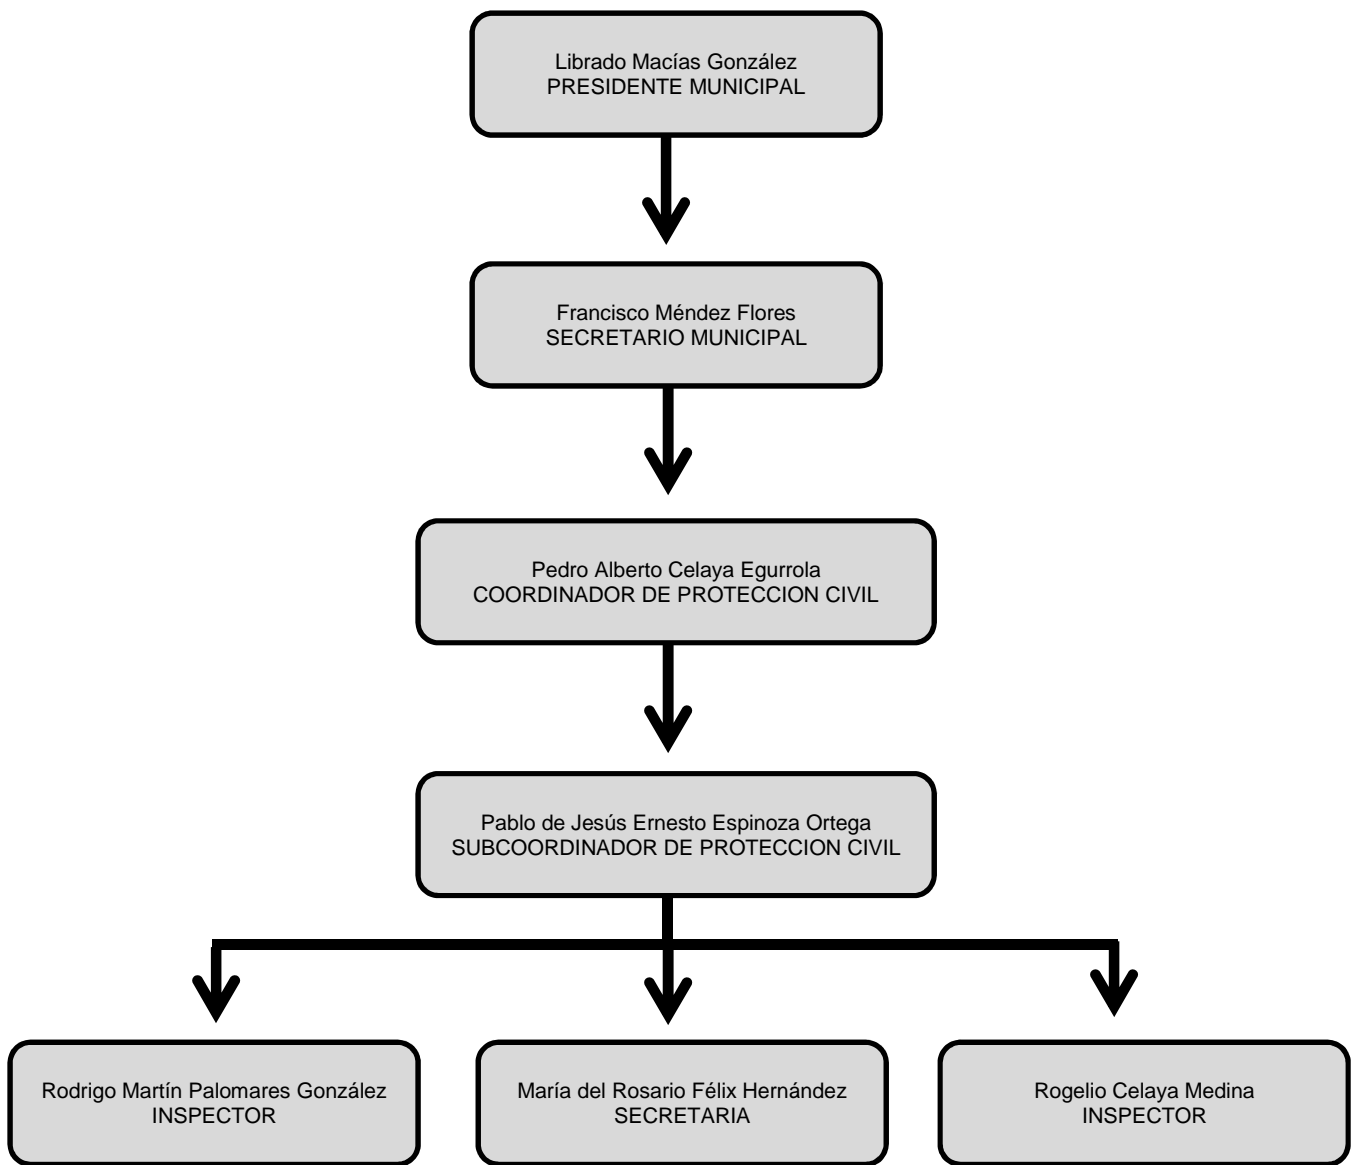 Librado Macías González
PRESIDENTE MUNICIPAL
Francisco Méndez Flores
SECRETARIO MUNICIPAL
Pedro Alberto Celaya Egurrola
COORDINADOR DE PROTECCION CIVIL
Pablo de Jesús Ernesto Espinoza Ortega
SUBCOORDINADOR DE PROTECCION CIVIL
Rodrigo Martín Palomares González
INSPECTOR
María del Rosario Félix Hernández
SECRETARIA
Rogelio Celaya Medina
INSPECTOR